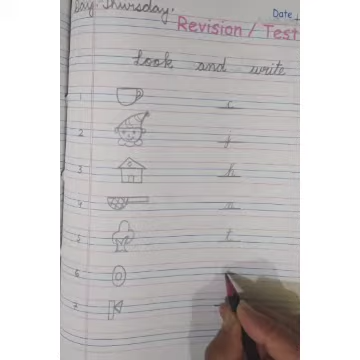 Day - Thursday.
Date
Revision / Test
Look and write
1 c
2 j
3 h
4 n
5 t
6
7